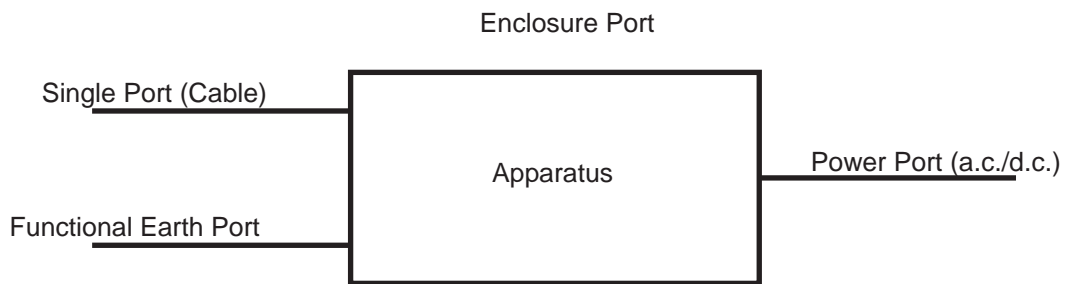 Enclosure Port
Single Port (Cable)
Apparatus
Power Port (a.c./d.c.)
Functional Earth Port